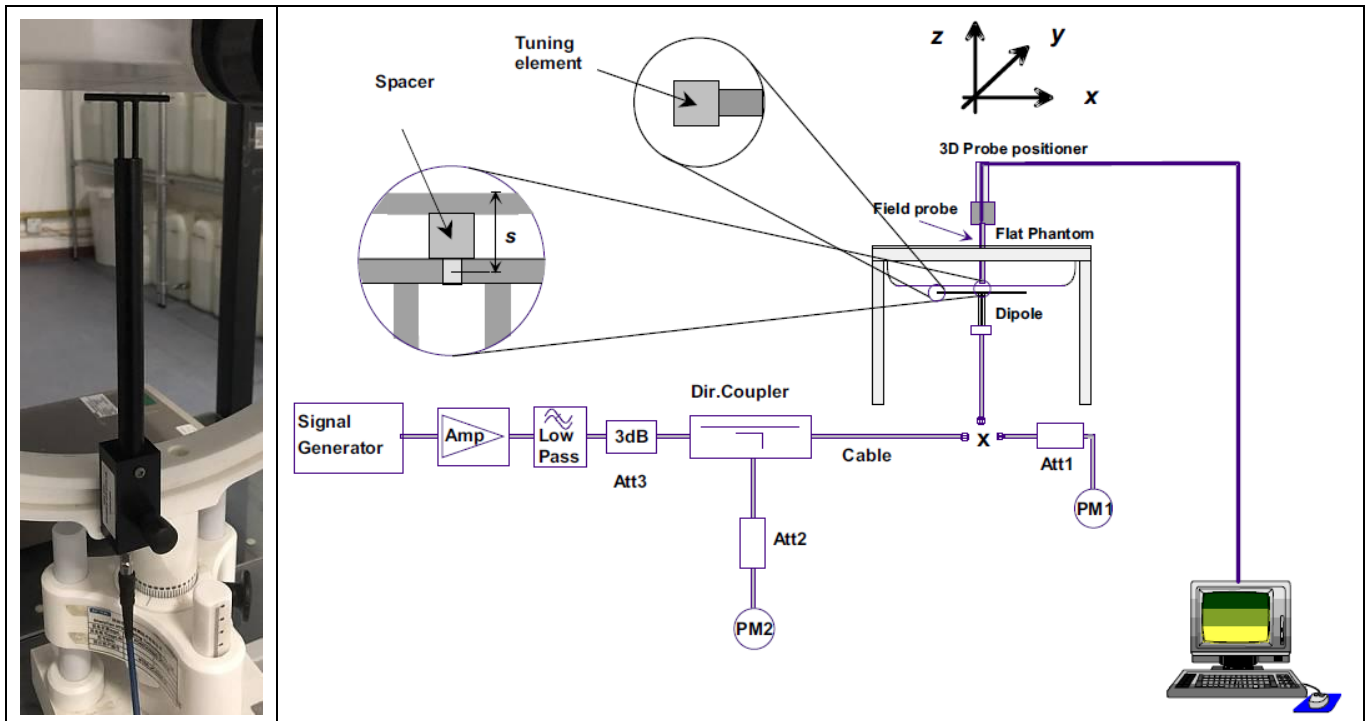 Tuning
element
Spacer
z
y
x
3D Probe positioner
Field probe
Flat Phantom
s
Dipole
Dir.Coupler
Signal
Generator
Amp
Low
Pass
3dB
Att3
Cable
x
Att1
PM1
Att2
PM2